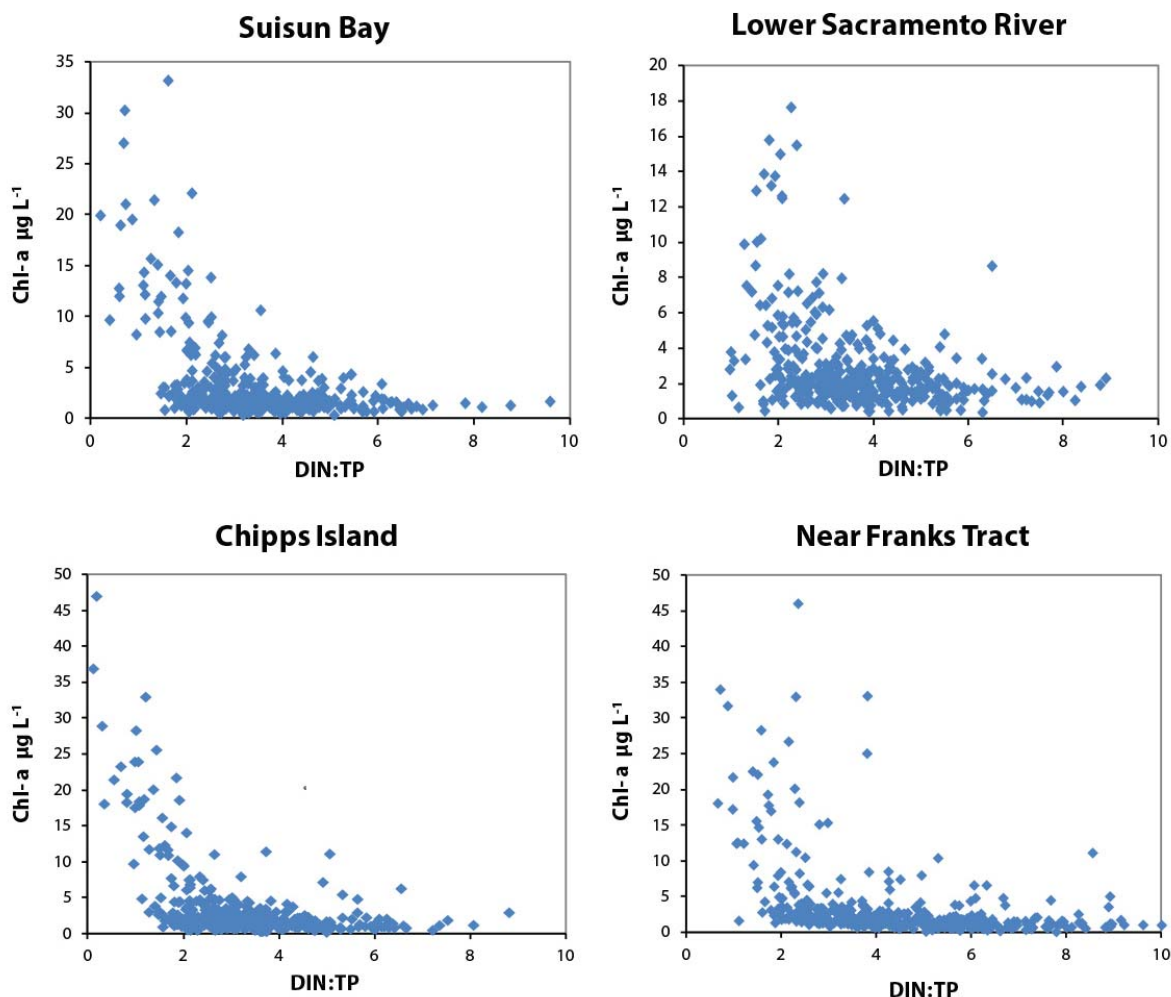 Suisun Bay
35
30
25
20
15
10
5
0
Chl-a µg L⁻¹
0 2 4 6 8 10
DIN:TP
Lower Sacramento River
20
18
16
14
12
10
8
6
4
2
0
Chl-a µg L⁻¹
0 2 4 6 8 10
DIN:TP
Chipps Island
50
45
40
35
30
25
20
15
10
5
0
Chl-a µg L⁻¹
0 2 4 6 8 10
DIN:TP
Near Franks Tract
50
45
40
35
30
25
20
15
10
5
0
Chl-a µg L⁻¹
0 2 4 6 8 10
DIN:TP